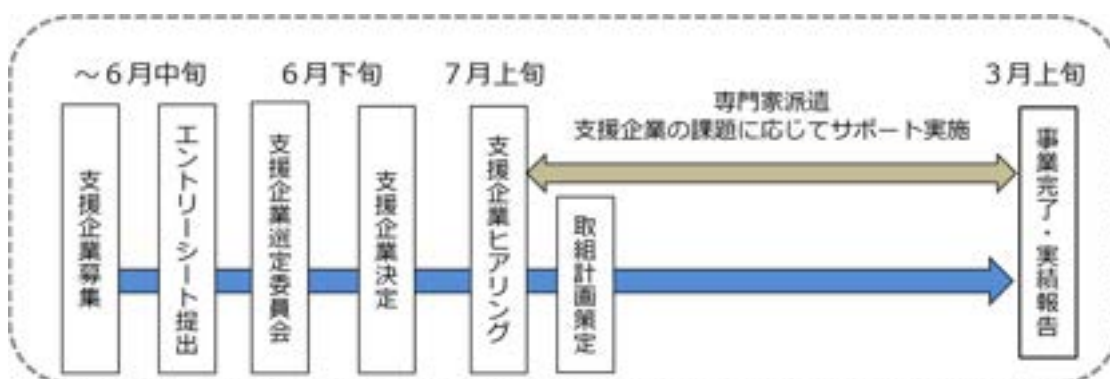 ～６月中旬
６月下旬
７月上旬
３月上旬
専門家派遣
支援企業の課題に応じてサポート実施
支援企業募集
エントリーシート提出
支援企業選定委員会
支援企業決定
支援企業ヒアリング
取組計画策定
事業完了・実績報告